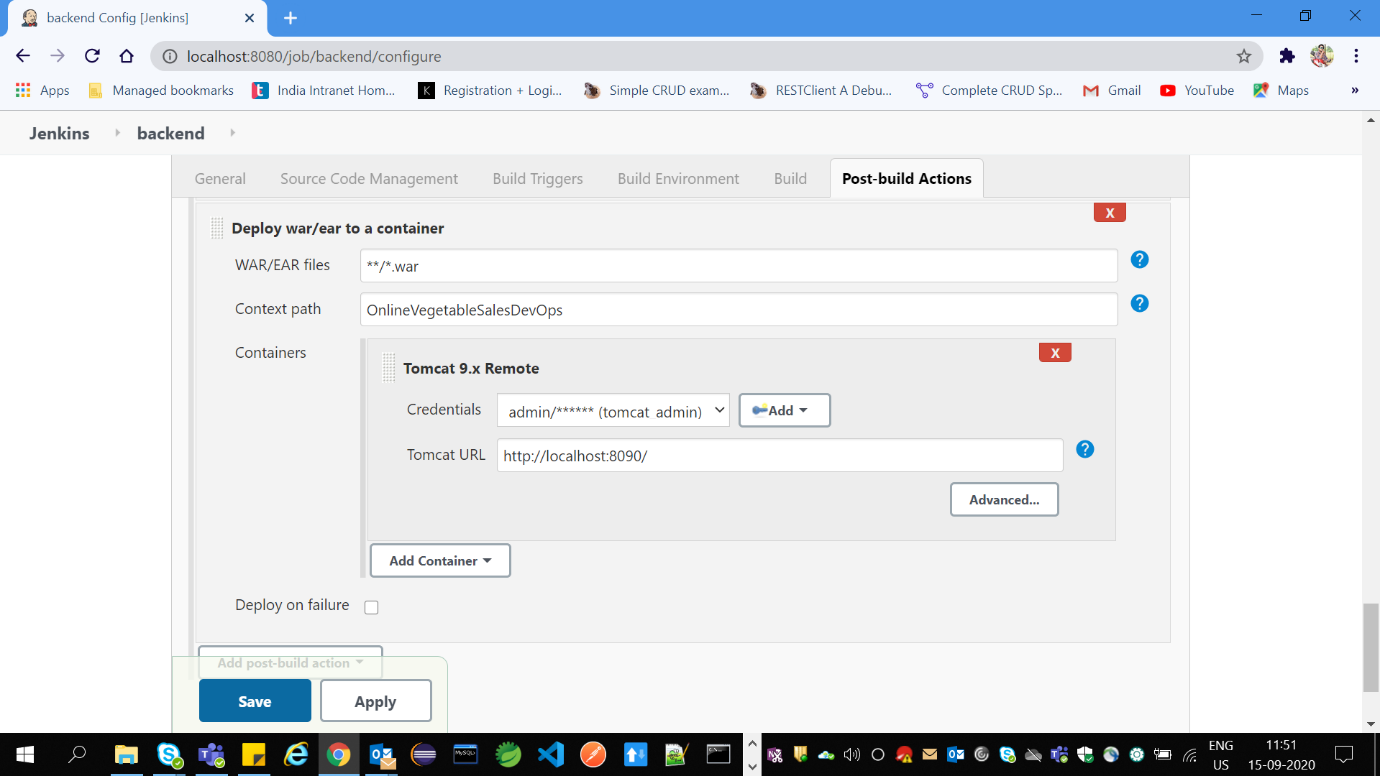 backend Config [Jenkins]
localhost:8080/job/backend/configure
Apps Managed bookmarks India Intranet Hom... Registration + Logi... Simple CRUD exam... RESTClient A Debu... Complete CRUD Sp... Gmail YouTube Maps »
Jenkins backend
General Source Code Management Build Triggers Build Environment Build Post-build Actions
X
Deploy war/ear to a container
WAR/EAR files **/*.war ?
Context path OnlineVegetableSalesDevOps ?
Containers
X
Tomcat 9.x Remote
Credentials admin/****** (tomcat admin) Add
Tomcat URL http://localhost:8090/ ?
Advanced...
Add Container
Deploy on failure
Add post-build action
Save Apply
ENG 11:51
US 15-09-2020